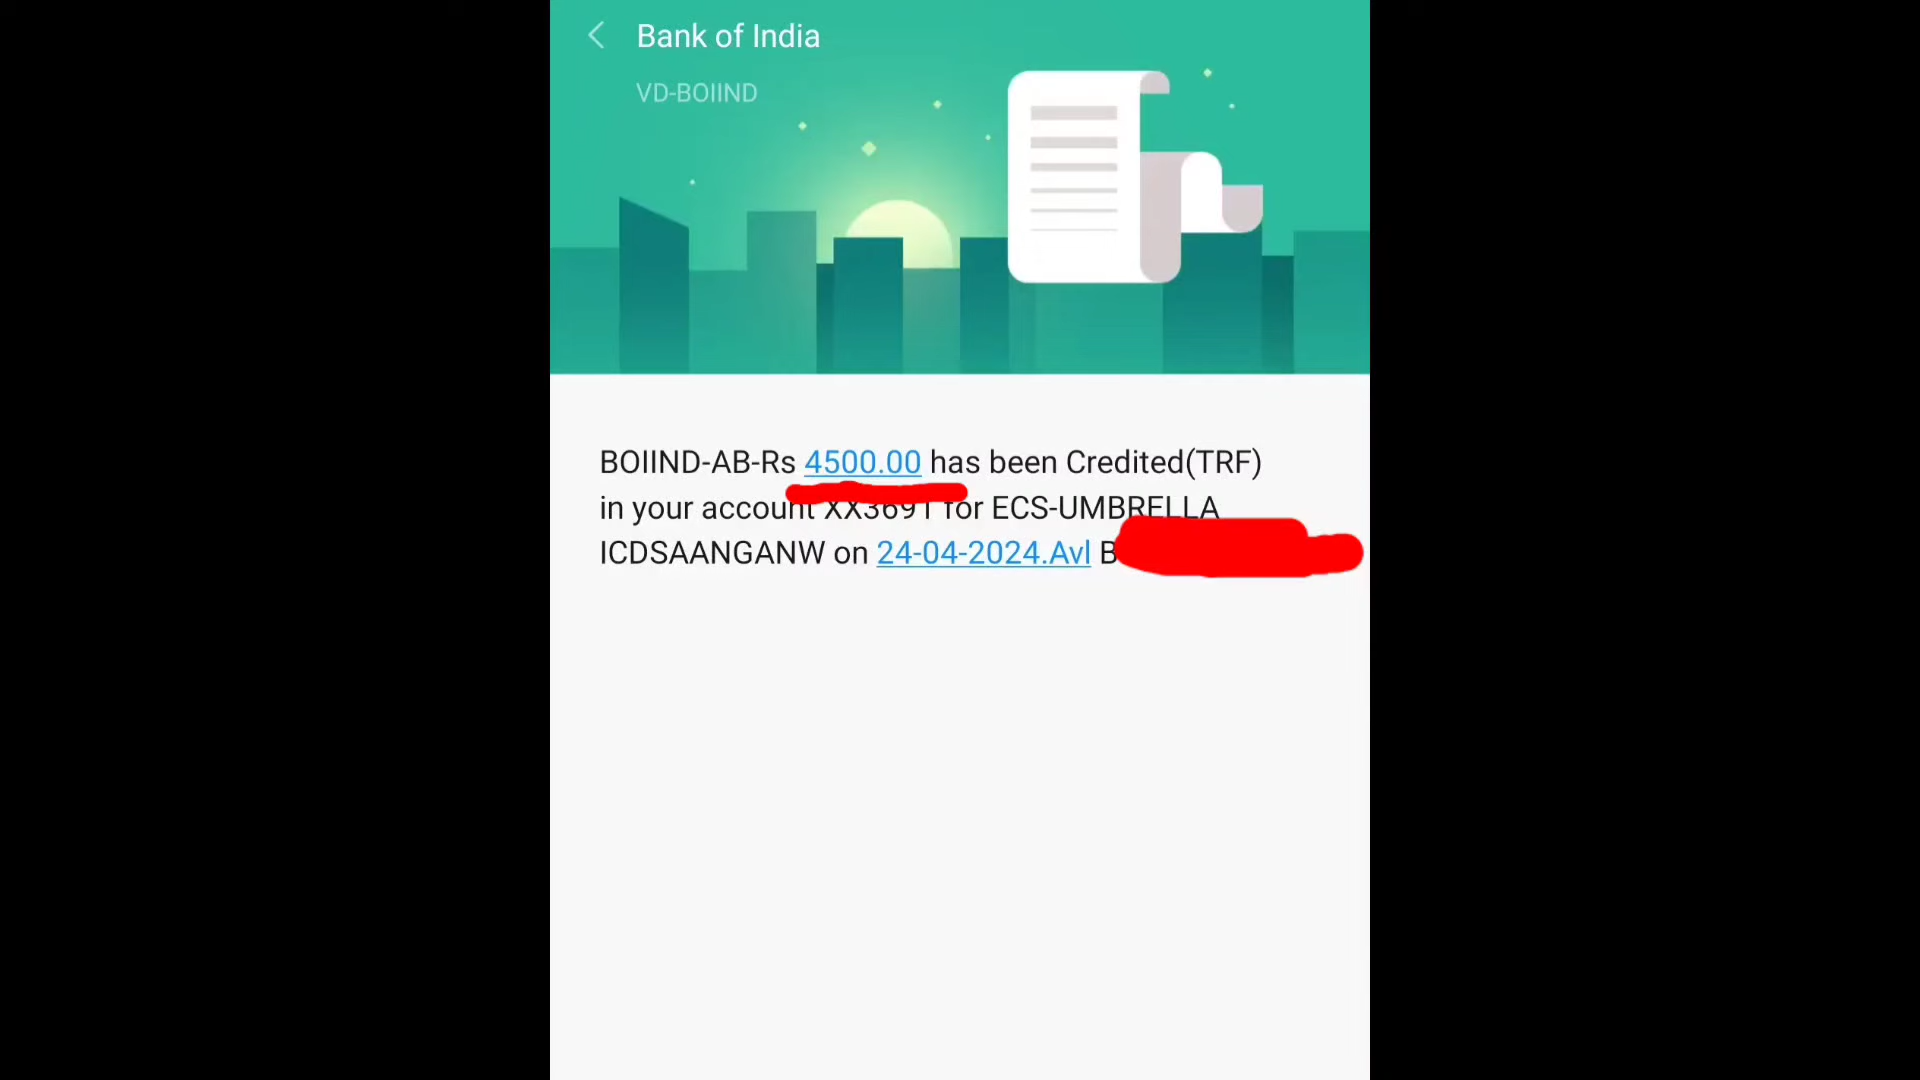 Bank of India
VD-BOIIND
BOIIND-AB-Rs 4500.00 has been Credited(TRF)
in your account XX3691 for ECS-UMBRELLA
ICDSAANGANW on 24-04-2024.Avl B